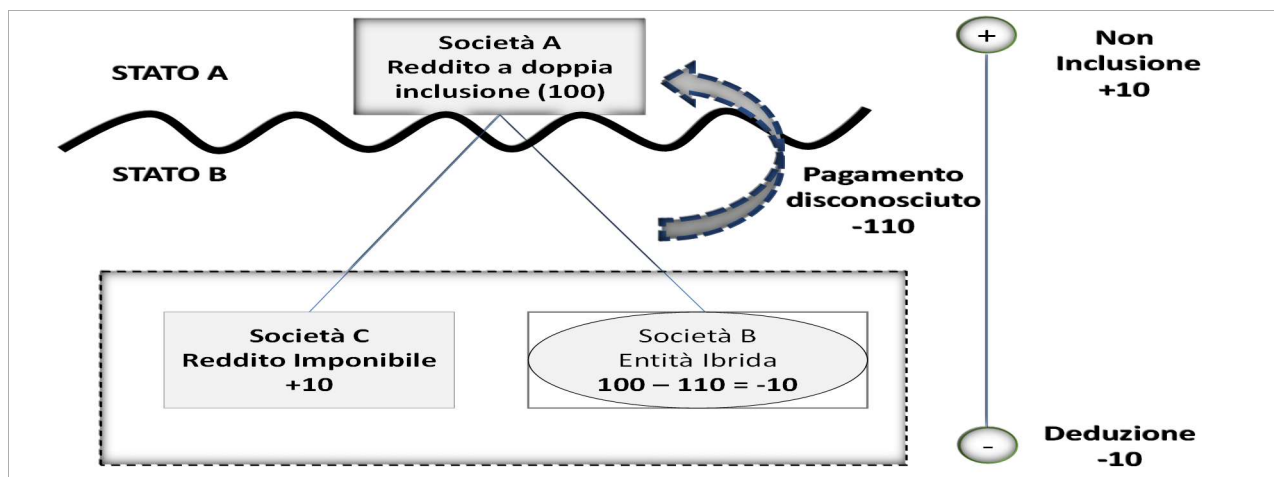 STATO A
Società A
Reddito a doppia
inclusione (100)
+
Non
Inclusione
+10
STATO B
Pagamento
disconosciuto
-110
Società C
Reddito Imponibile
+10
Società B
Entità Ibrida
100 – 110 = -10
-
Deduzione
-10